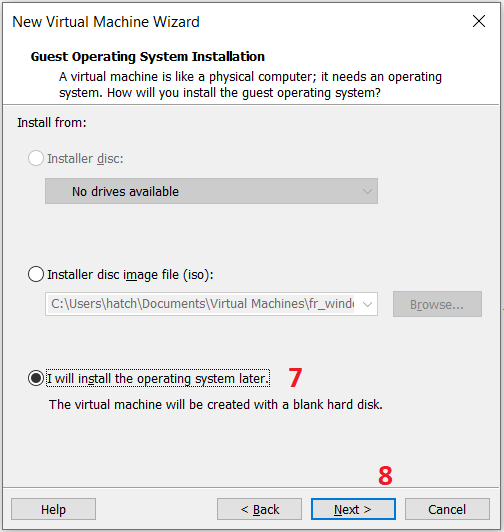 New Virtual Machine Wizard
Guest Operating System Installation
A virtual machine is like a physical computer; it needs an operating
system. How will you install the guest operating system?
Install from:
Installer disc:
No drives available
Installer disc image file (iso):
C:\Users\hatch\Documents\Virtual Machines\fr_winde
Browse...
I will install the operating system later.
7
The virtual machine will be created with a blank hard disk.
8
Help
< Back
Next >
Cancel